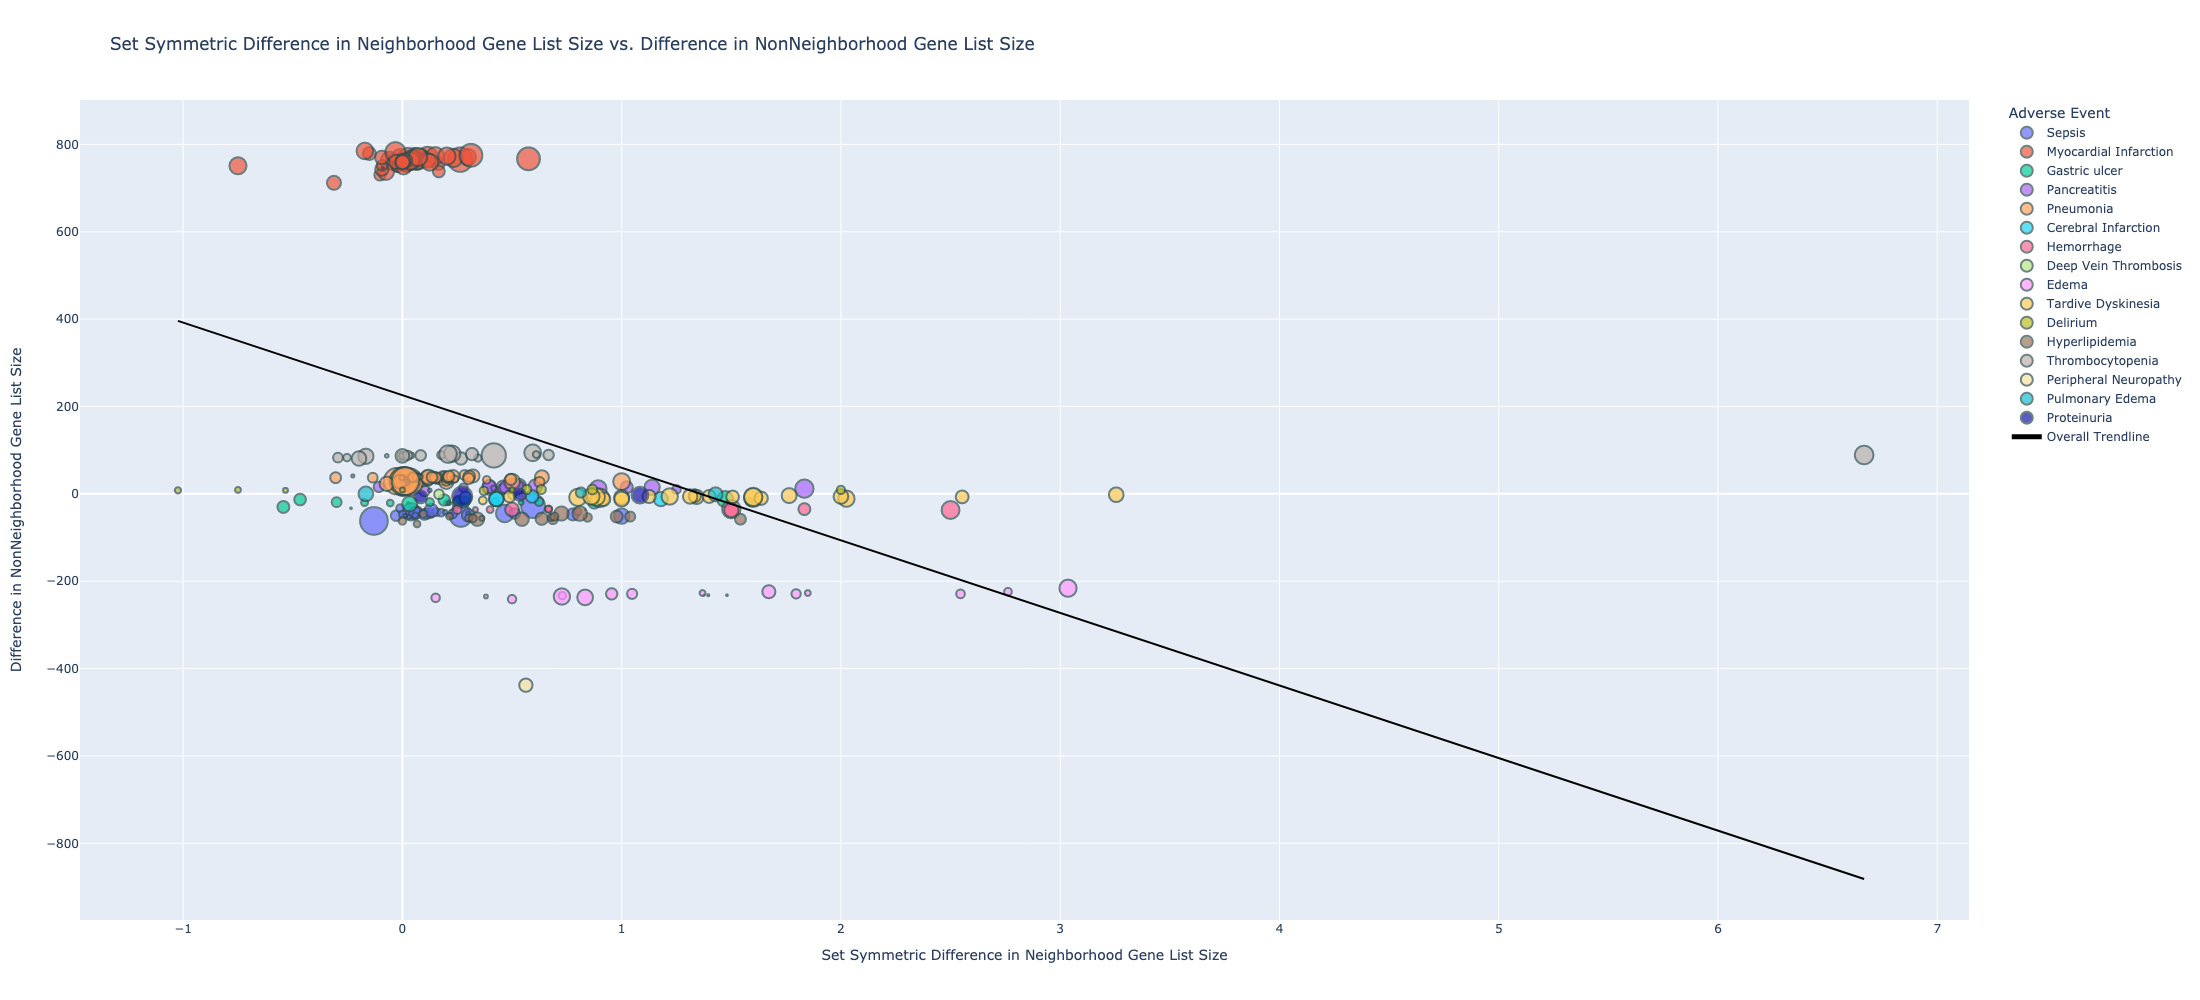 Set Symmetric Difference in Neighborhood Gene List Size vs. Difference in NonNeighborhood Gene List Size
Adverse Event
Sepsis
Myocardial Infarction
Gastric ulcer
Pancreatitis
Pneumonia
Cerebral Infarction
Hemorrhage
Deep Vein Thrombosis
Edema
Tardive Dyskinesia
Delirium
Hyperlipidemia
Thrombocytopenia
Peripheral Neuropathy
Pulmonary Edema
Proteinuria
Overall Trendline
Difference in NonNeighborhood Gene List Size
800
600
400
200
0
−200
−400
−600
−800
−1 0 1 2 3 4 5 6 7
Set Symmetric Difference in Neighborhood Gene List Size